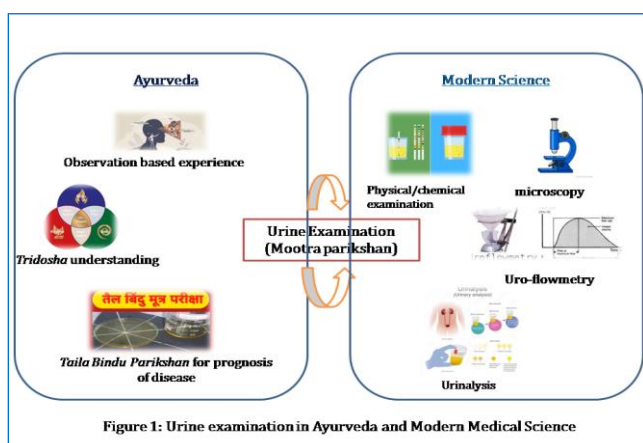 Ayurveda
Observation based experience
Tridosha understanding
तैल बिंदु मूत्र परीक्षा
Taila Bindu Parikshan for prognosis
of disease
Urine Examination
(Mootra parikshan)
Modern Science
Physical/chemical
examination
microscopy
Uro-flowmetry
Urinalysis
Urinalysis
Figure 1: Urine examination in Ayurveda and Modern Medical Science